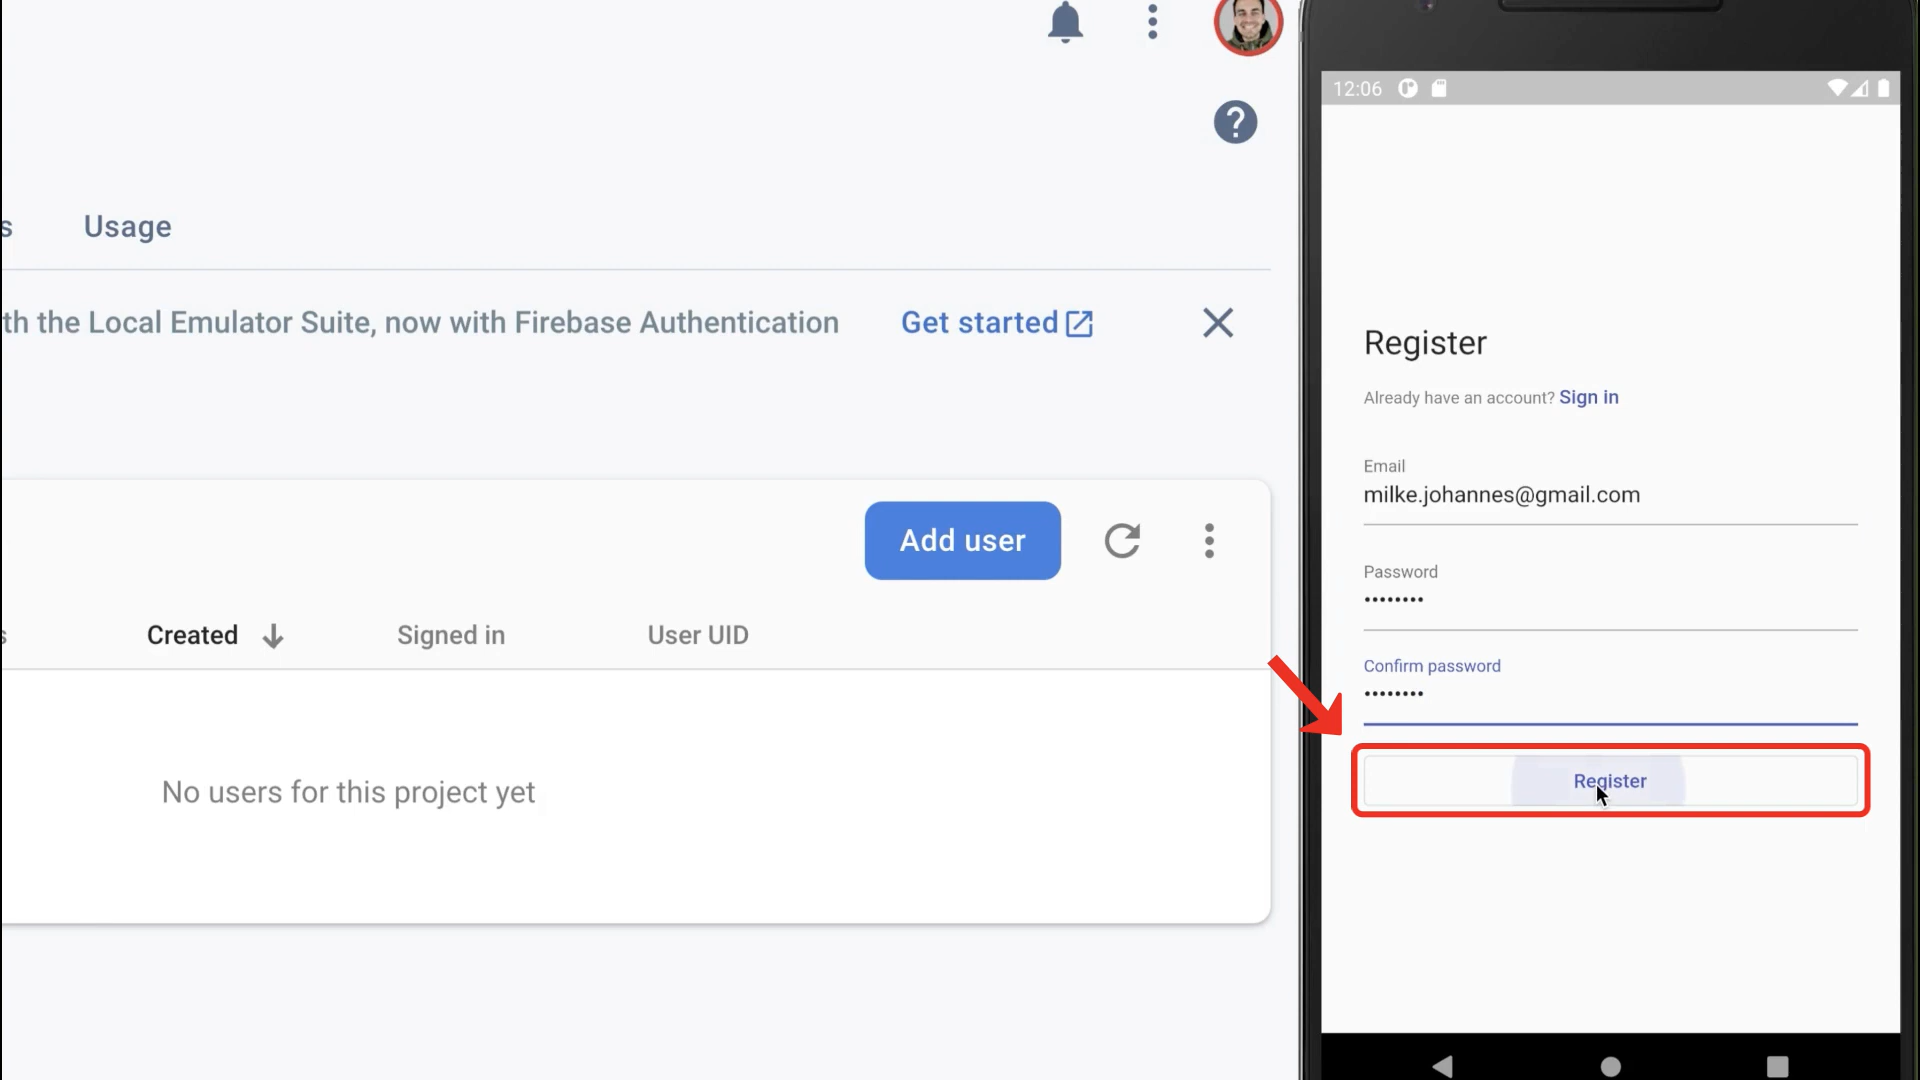 s Usage
th the Local Emulator Suite, now with Firebase Authentication Get started
Add user
s Created Signed in User UID
No users for this project yet
12:06
Register
Already have an account? Sign in
Email
milke.johannes@gmail.com
Password
••••••••
Confirm password
••••••••
Register